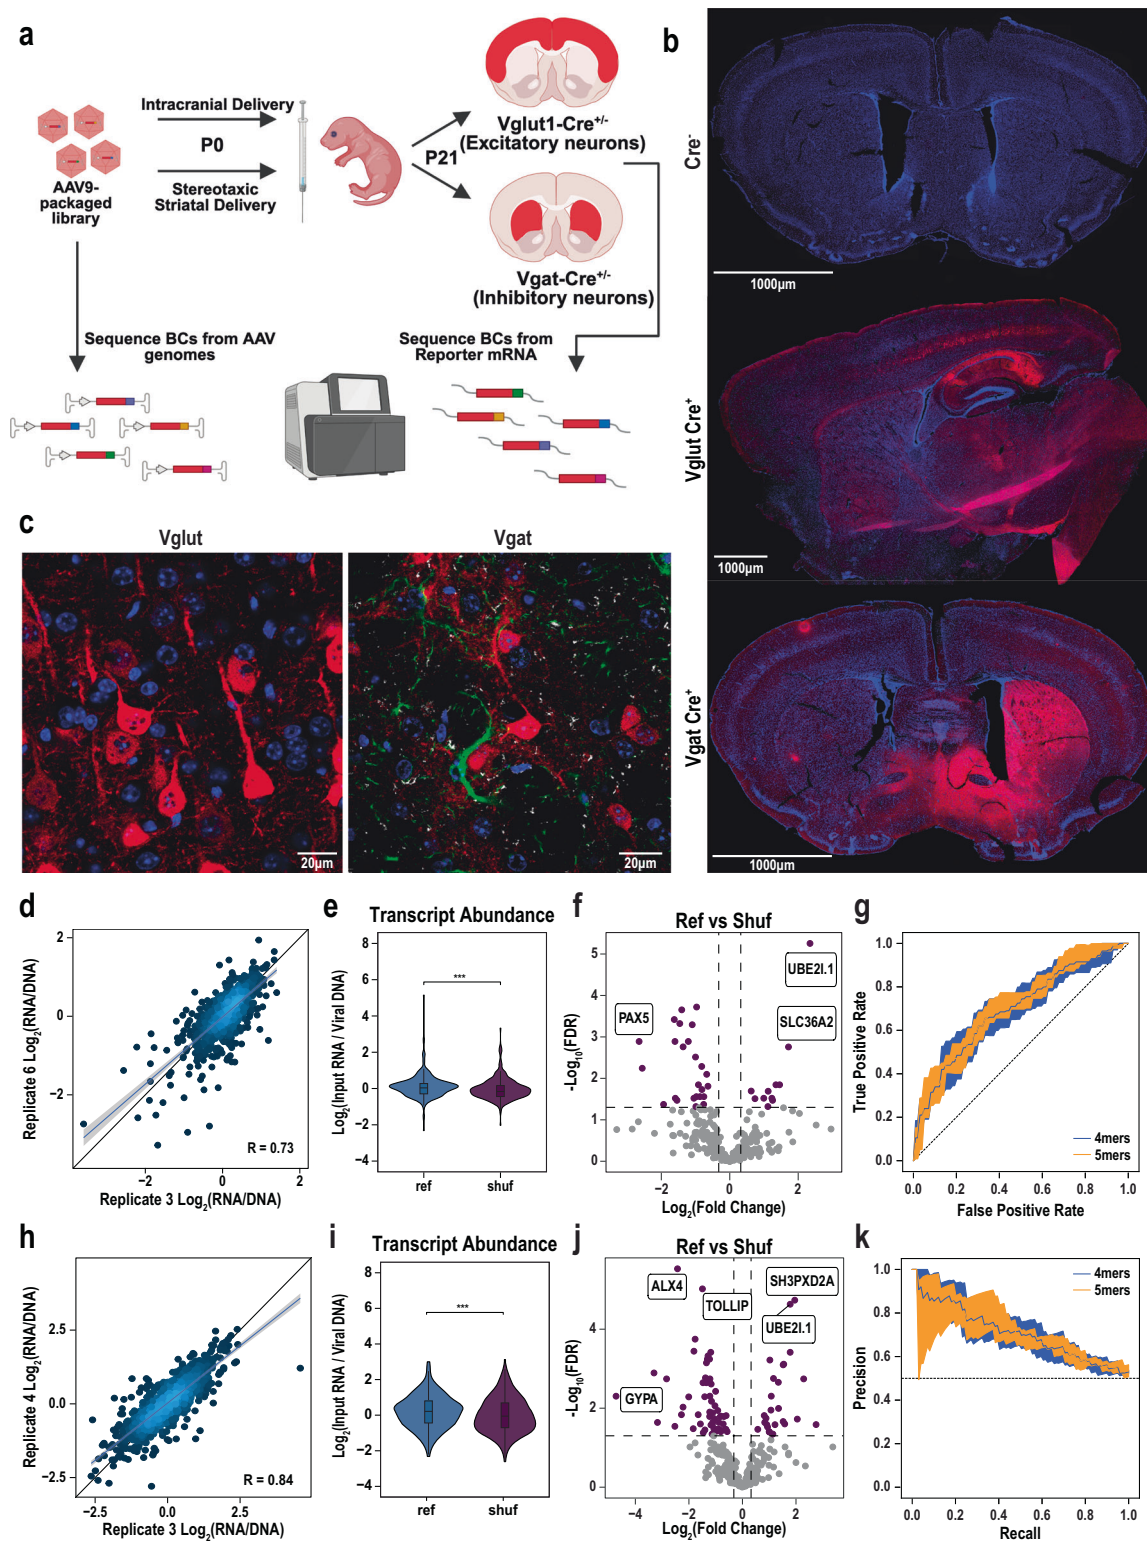 a
Intracranial Delivery
P0
Stereotaxic
Striatal Delivery
AAV9-
packaged
library
P21
Vglut1-Cre+/-
(Excitatory neurons)
Vgat-Cre+/-
(Inhibitory neurons)
Sequence BCs from AAV
genomes
Sequence BCs from
Reporter mRNA
b
Cre-
1000µm
Vglut Cre+
1000µm
Vgat Cre+
1000µm
c
Vglut
Vgat
20µm
20µm
d
Replicate 6 Log2(RNA/DNA)
2
0
−2
−2
0
2
R = 0.73
Replicate 3 Log2(RNA/DNA)
e
Transcript Abundance
Log2(Input RNA / Viral DNA)
8
6
4
2
0
−2
−4
***
ref
shuf
f
Ref vs Shuf
-Log10(FDR)
5
4
3
2
1
0
UBE2I.1
PAX5
SLC36A2
−2
0
2
Log2(Fold Change)
g
True Positive Rate
1.0
0.8
0.6
0.4
0.2
0.0
4mers
5mers
0.0
0.2
0.4
0.6
0.8
1.0
False Positive Rate
h
Replicate 4 Log2(RNA/DNA)
2.5
0.0
−2.5
R = 0.84
−2.5
0.0
2.5
Replicate 3 Log2(RNA/DNA)
i
Transcript Abundance
Log2(Input RNA / Viral DNA)
8
6
4
2
0
−2
−4
***
ref
shuf
j
Ref vs Shuf
-Log10(FDR)
4
2
0
ALX4
SH3PXD2A
TOLLIP
UBE2I.1
GYPA
−4
−2
0
2
Log2(Fold Change)
k
Precision
1.0
0.8
0.6
0.4
0.2
0.0
4mers
5mers
0.0
0.2
0.4
0.6
0.8
1.0
Recall